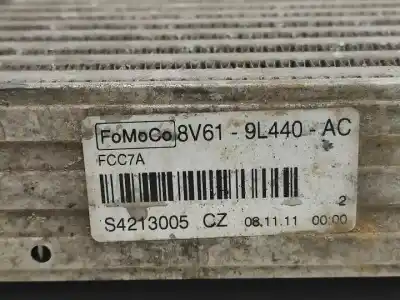 FoMoCo 8V61 - 9L440 - AC
FCC7A
2
S4213005 CZ 08.11.11 00:00